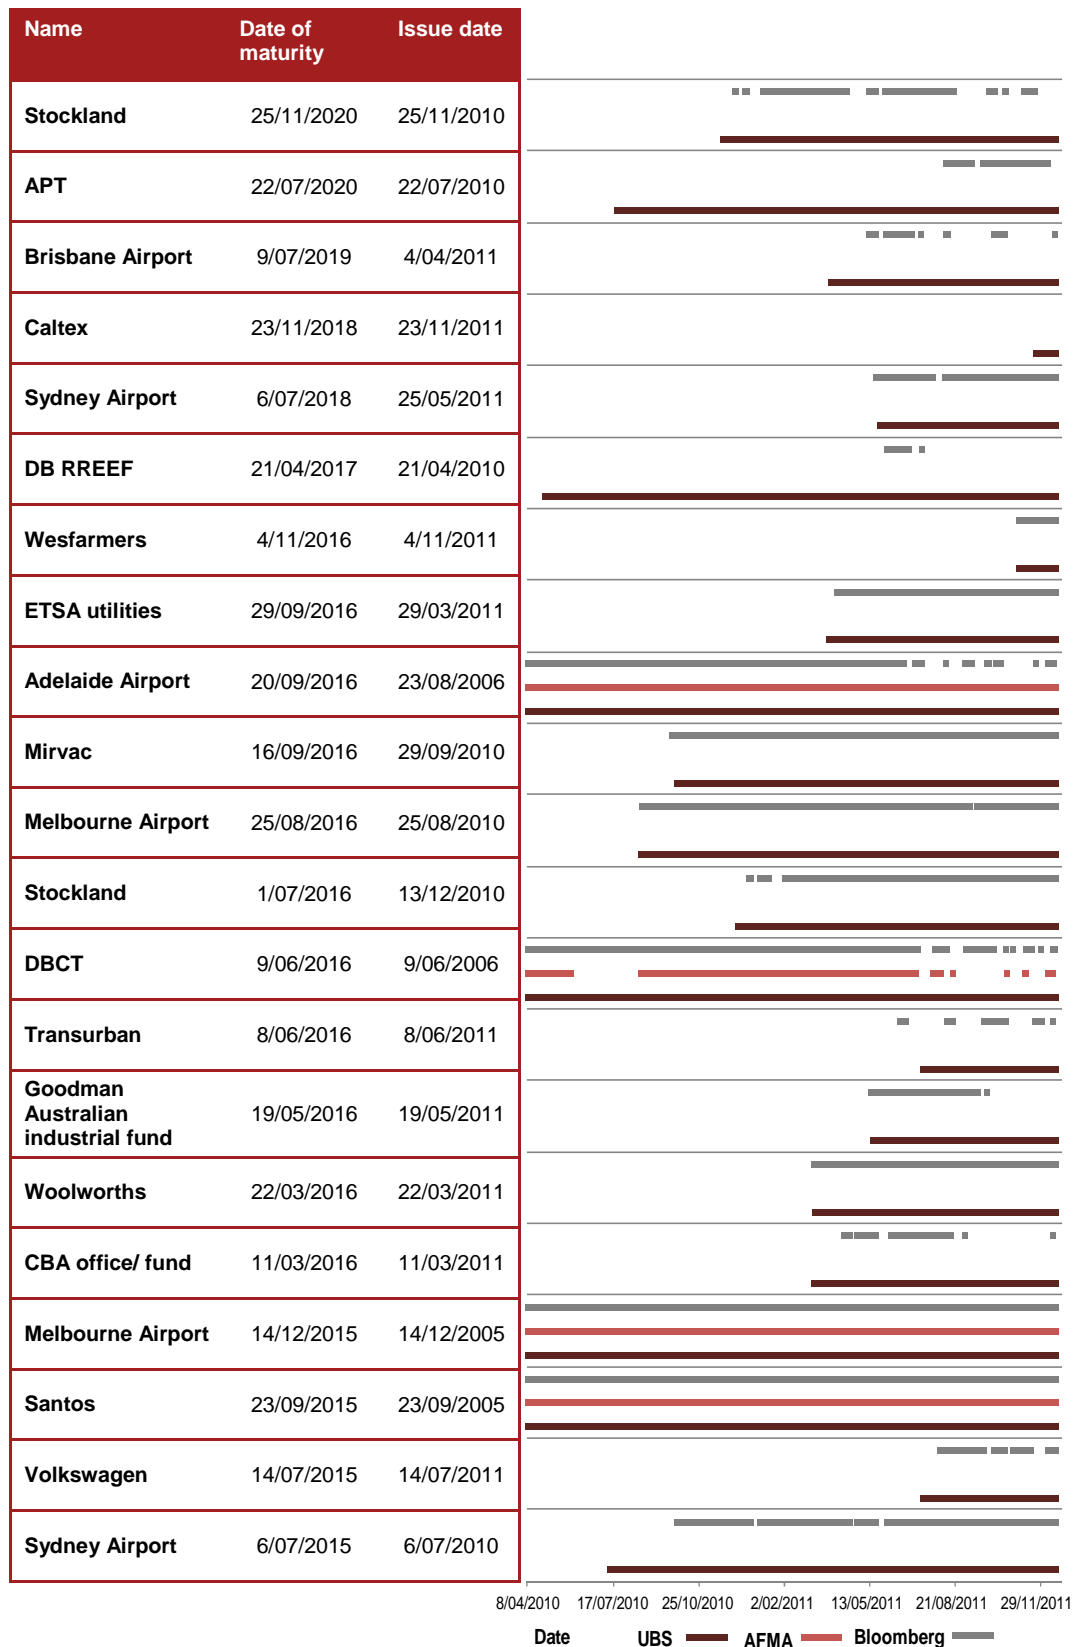 Name Date of maturity Issue date
Stockland 25/11/2020 25/11/2010
APT 22/07/2020 22/07/2010
Brisbane Airport 9/07/2019 4/04/2011
Caltex 23/11/2018 23/11/2011
Sydney Airport 6/07/2018 25/05/2011
DB RREEF 21/04/2017 21/04/2010
Wesfarmers 4/11/2016 4/11/2011
ETSA utilities 29/09/2016 29/03/2011
Adelaide Airport 20/09/2016 23/08/2006
Mirvac 16/09/2016 29/09/2010
Melbourne Airport 25/08/2016 25/08/2010
Stockland 1/07/2016 13/12/2010
DBCT 9/06/2016 9/06/2006
Transurban 8/06/2016 8/06/2011
Goodman
Australian 19/05/2016 19/05/2011
industrial fund
Woolworths 22/03/2016 22/03/2011
CBA office/ fund 11/03/2016 11/03/2011
Melbourne Airport 14/12/2015 14/12/2005
Santos 23/09/2015 23/09/2005
Volkswagen 14/07/2015 14/07/2011
Sydney Airport 6/07/2015 6/07/2010
8/04/2010 17/07/2010 25/10/2010 2/02/2011 13/05/2011 21/08/2011 29/11/2011
Date UBS AFMA Bloomberg